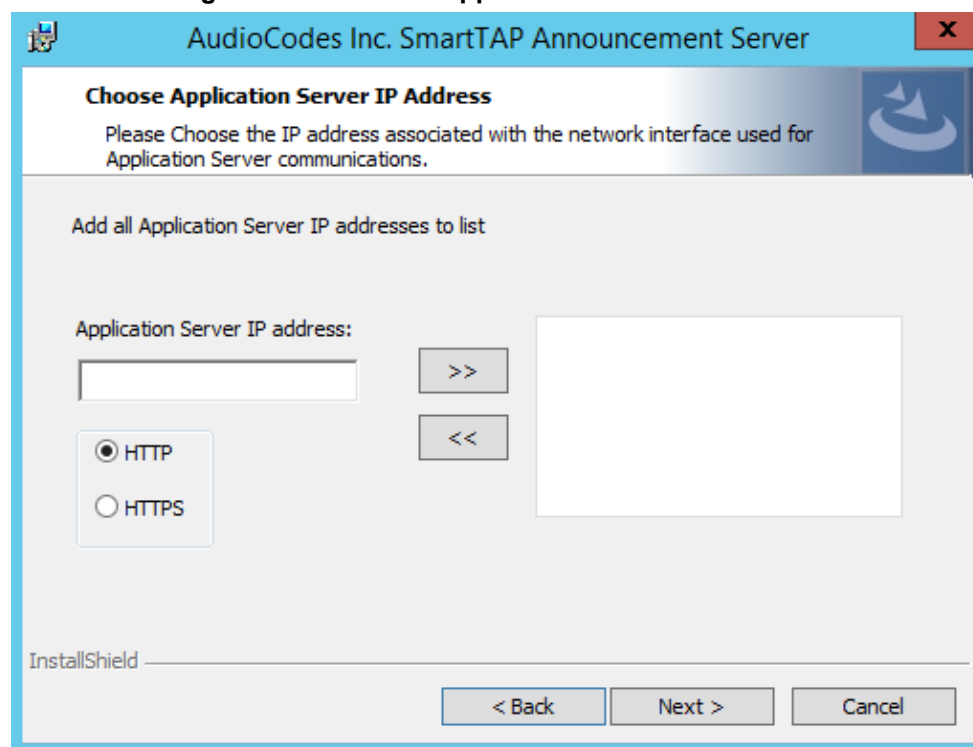 AudioCodes Inc. SmartTAP Announcement Server
x
Choose Application Server IP Address
Please Choose the IP address associated with the network interface used for
Application Server communications.
Add all Application Server IP addresses to list
Application Server IP address:
>>
<<
HTTP
HTTPS
InstallShield
< Back
Next >
Cancel